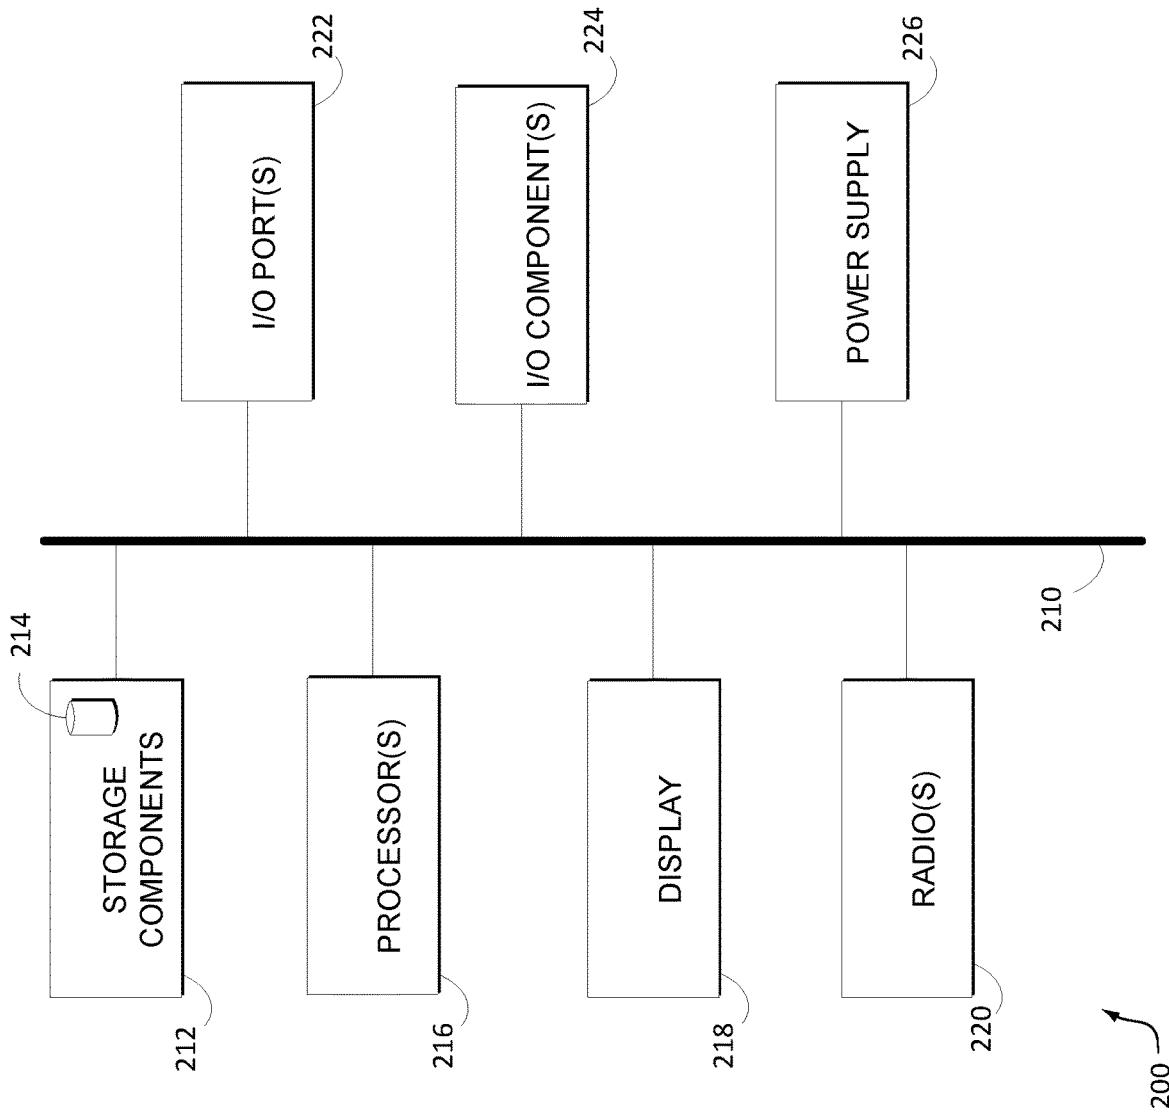 214
STORAGE
COMPONENTS
212
I/O PORT(S)
222
PROCESSOR(S)
216
I/O COMPONENT(S)
224
DISPLAY
218
POWER SUPPLY
226
RADIO(S)
220
210
200